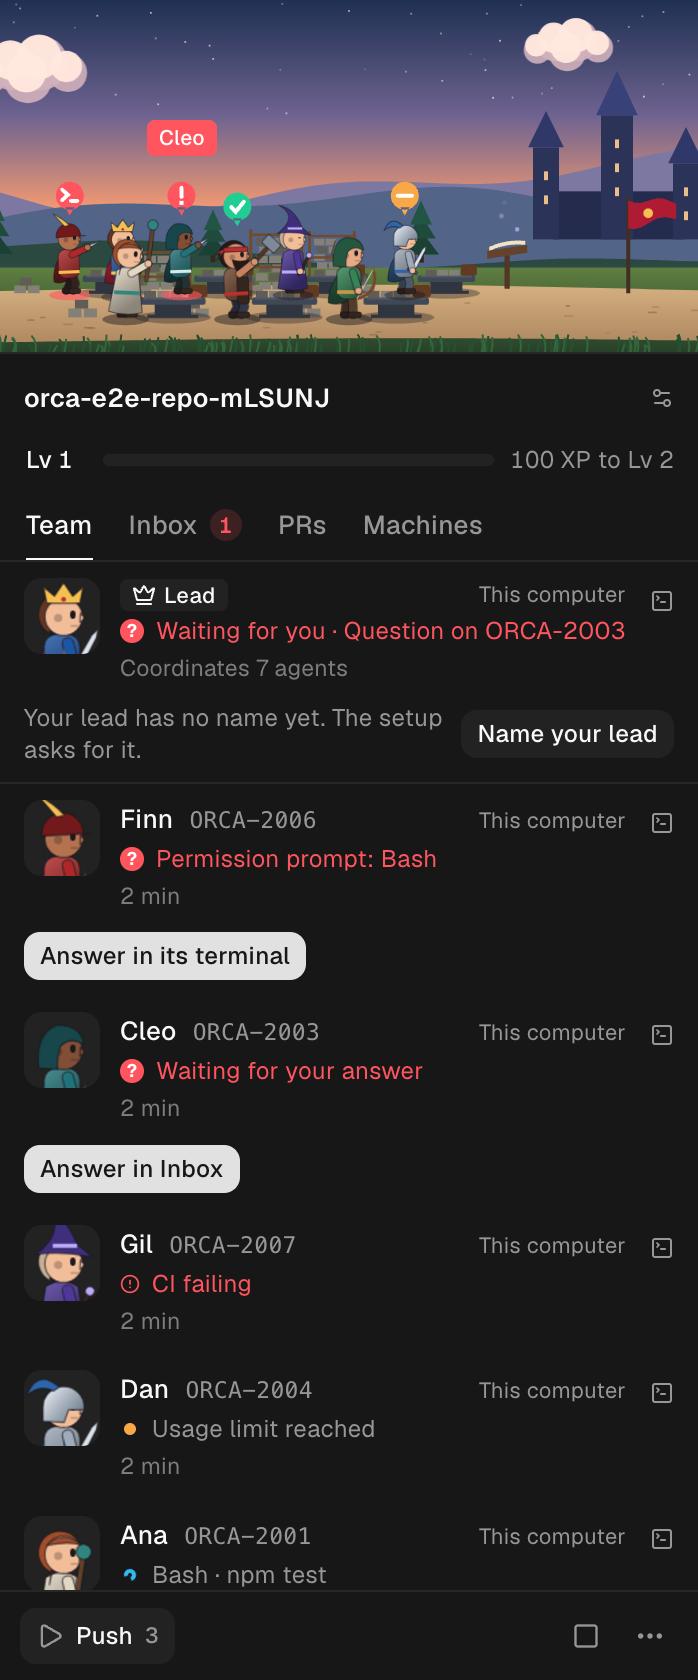 Cleo
orca-e2e-repo-mLSUNJ
Lv 1 100 XP to Lv 2
Team Inbox 1 PRs Machines
Lead This computer
Waiting for you · Question on ORCA-2003
Coordinates 7 agents
Your lead has no name yet. The setup
asks for it.
Name your lead
Finn ORCA-2006 This computer
Permission prompt: Bash
2 min
Answer in its terminal
Cleo ORCA-2003 This computer
Waiting for your answer
2 min
Answer in Inbox
Gil ORCA-2007 This computer
CI failing
2 min
Dan ORCA-2004 This computer
Usage limit reached
2 min
Ana ORCA-2001 This computer
Bash · npm test
Push 3